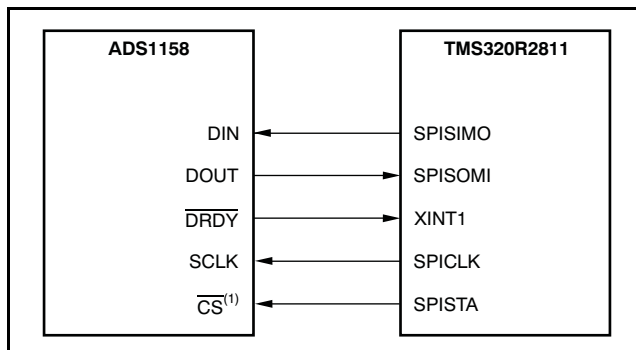 ADS1158 TMS320R2811
DIN SPISIMO
DOUT SPISOMI
DRDY XINT1
SCLK SPICLK
CS(1) SPISTA